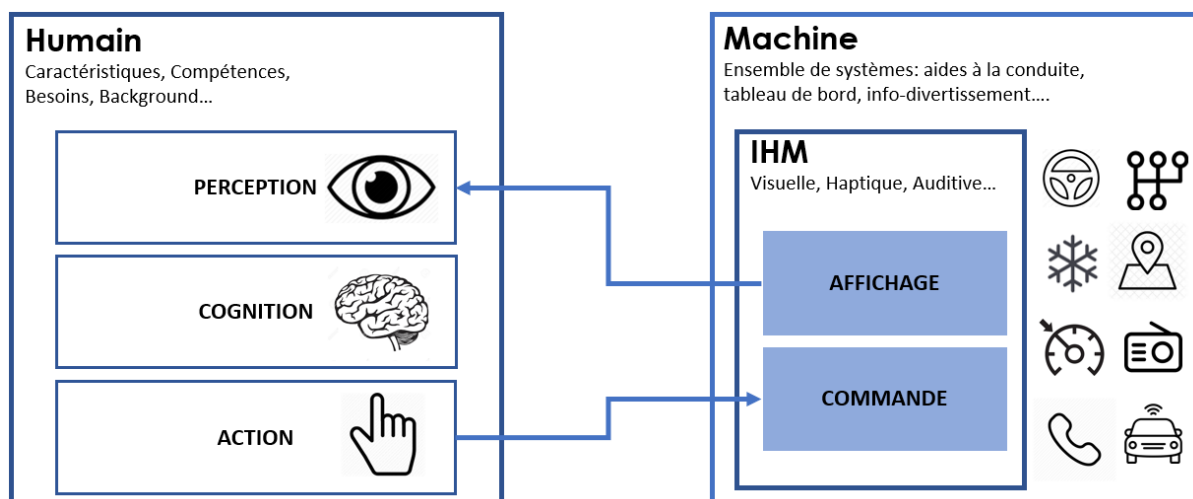 Humain
Caractéristiques, Compétences,
Besoins, Background...
PERCEPTION
COGNITION
ACTION
Machine
Ensemble de systèmes: aides à la conduite,
tableau de bord, info-divertissement....
IHM
Visuelle, Haptique, Auditive...
AFFICHAGE
COMMANDE